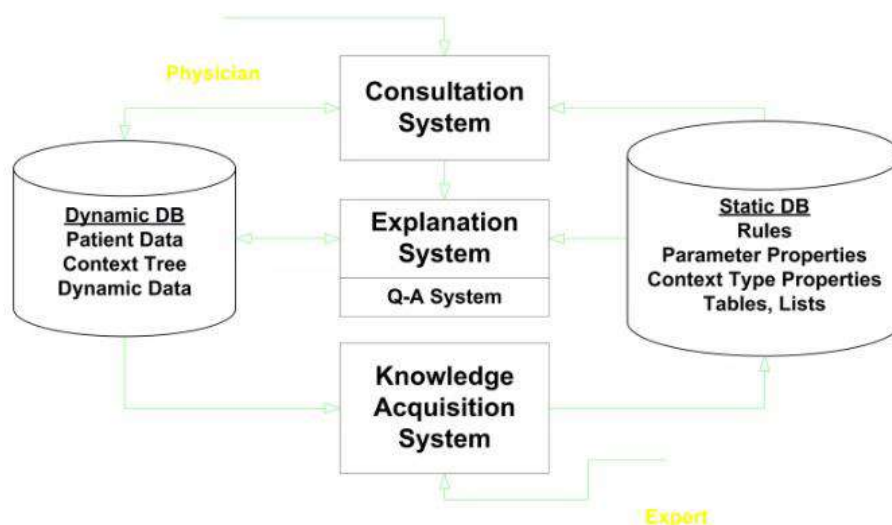 Physician
Consultation
System
Dynamic DB
Patient Data
Context Tree
Dynamic Data
Explanation
System
Q-A System
Static DB
Rules
Parameter Properties
Context Type Properties
Tables, Lists
Knowledge
Acquisition
System
Expert